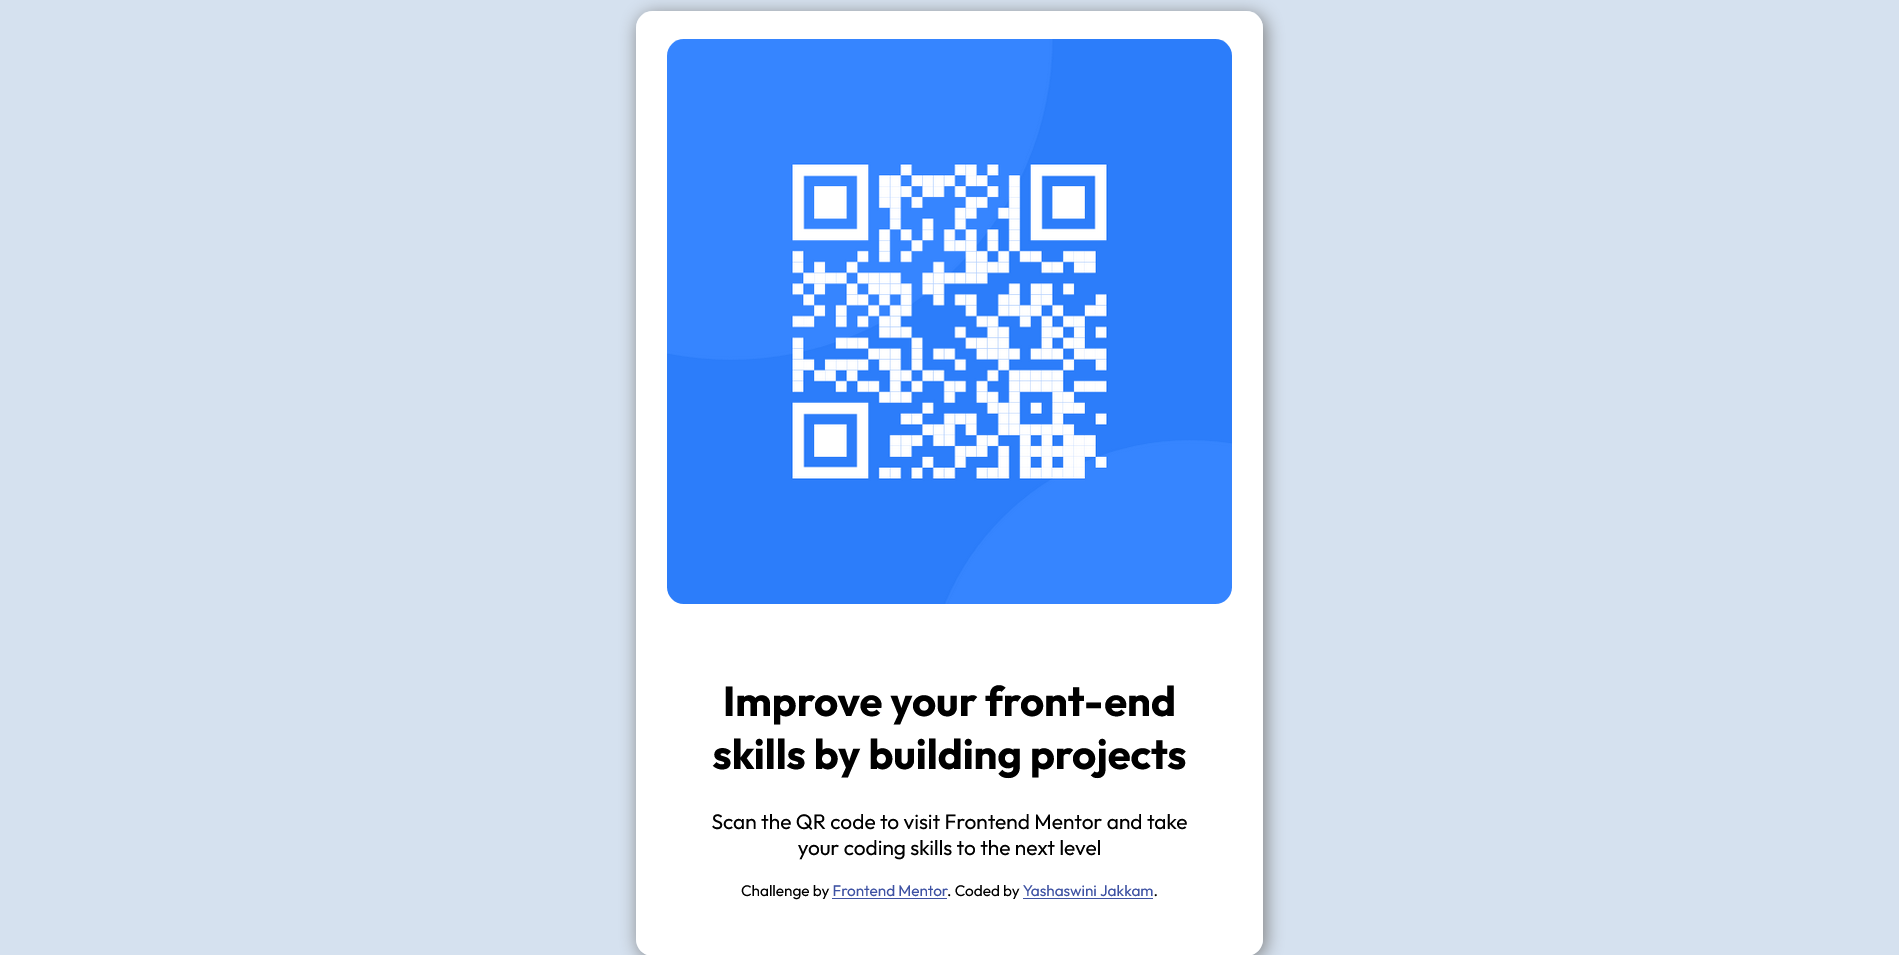 Improve your front-end
skills by building projects
Scan the QR code to visit Frontend Mentor and take
your coding skills to the next level
Challenge by Frontend Mentor. Coded by Yashaswini Jakkam.